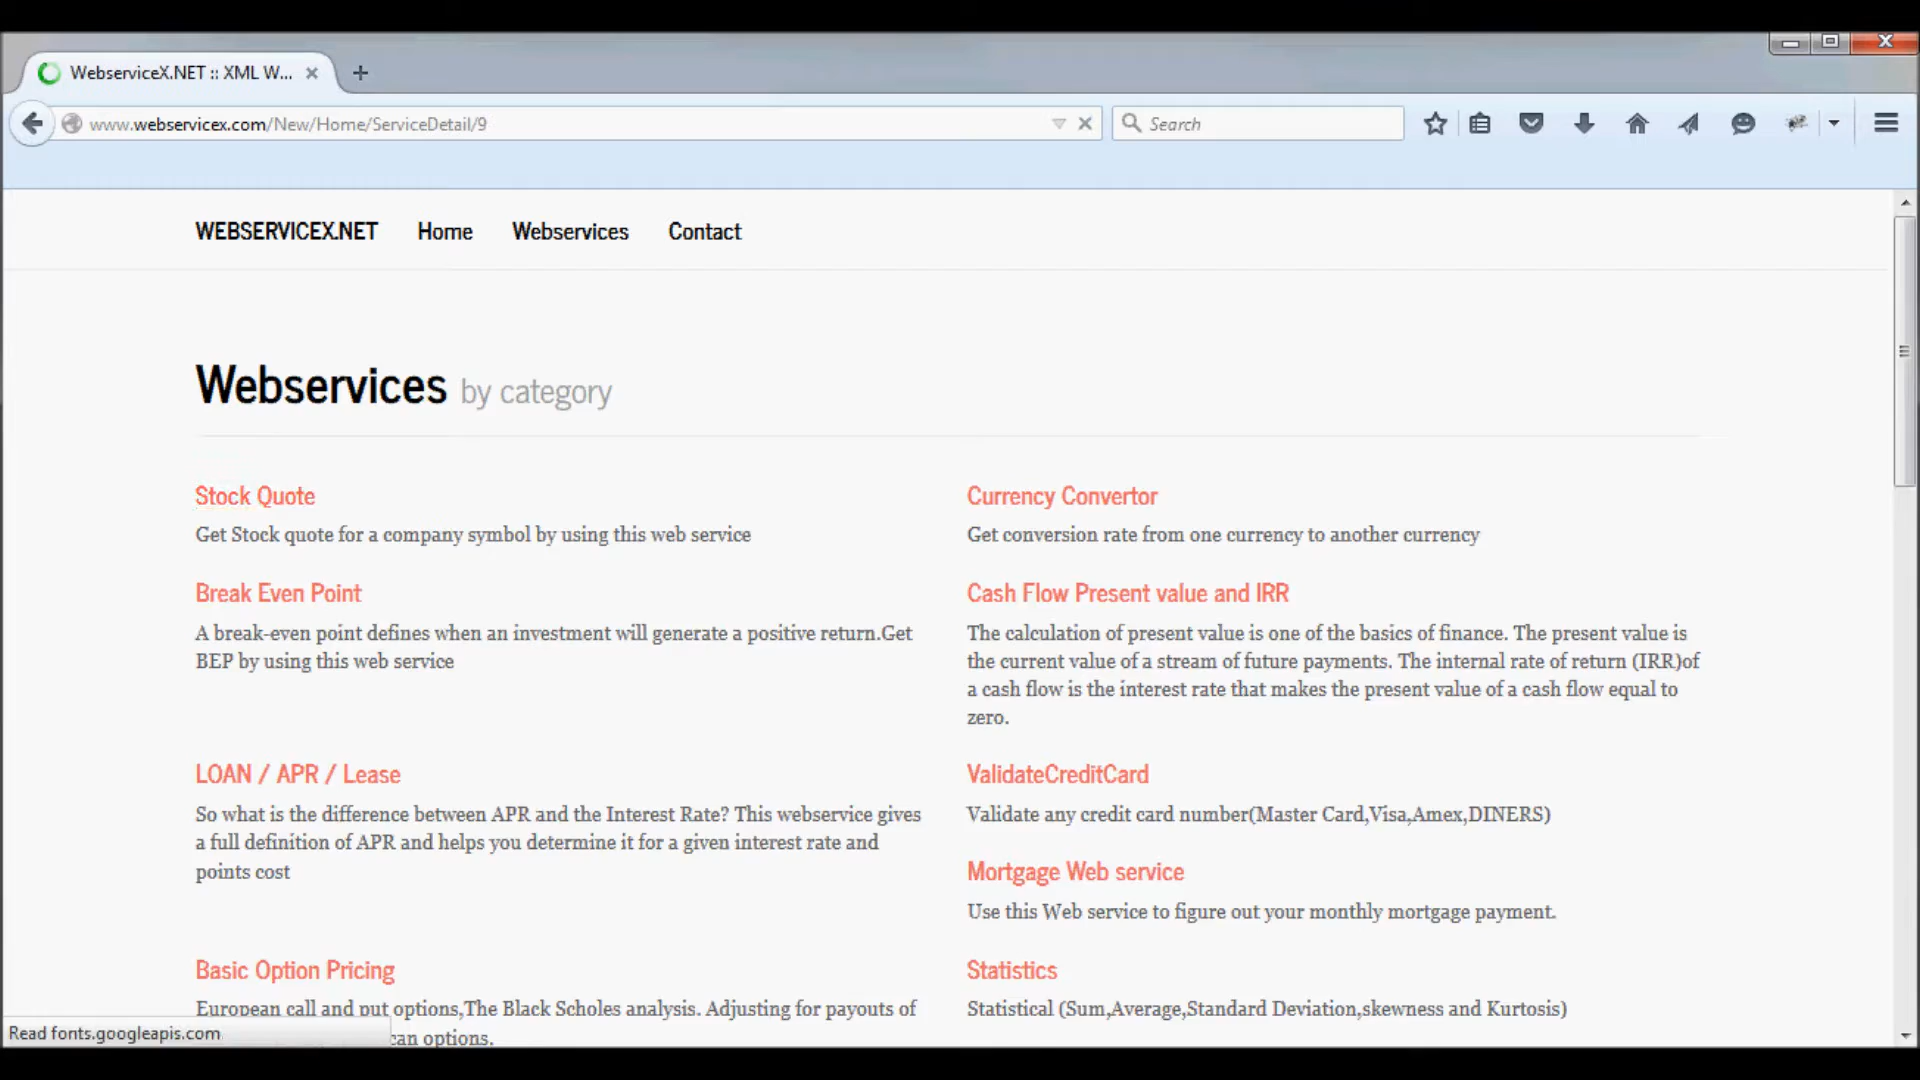 WebserviceX.NET :: XML W...
www.webservicex.com/New/Home/ServiceDetail/9
Search
WEBSERVICEX.NET Home Webservices Contact
Webservices by category
Stock Quote
Get Stock quote for a company symbol by using this web service
Currency Convertor
Get conversion rate from one currency to another currency
Break Even Point
A break-even point defines when an investment will generate a positive return.Get
BEP by using this web service
Cash Flow Present value and IRR
The calculation of present value is one of the basics of finance. The present value is
the current value of a stream of future payments. The internal rate of return (IRR)of
a cash flow is the interest rate that makes the present value of a cash flow equal to
zero.
LOAN / APR / Lease
So what is the difference between APR and the Interest Rate? This webservice gives
a full definition of APR and helps you determine it for a given interest rate and
points cost
ValidateCreditCard
Validate any credit card number(Master Card,Visa,Amex,DINERS)
Mortgage Web service
Use this Web service to figure out your monthly mortgage payment.
Basic Option Pricing
European call and put options,The Black Scholes analysis. Adjusting for payouts of
can options.
Statistics
Statistical (Sum,Average,Standard Deviation,skewness and Kurtosis)
Read fonts.googleapis.com